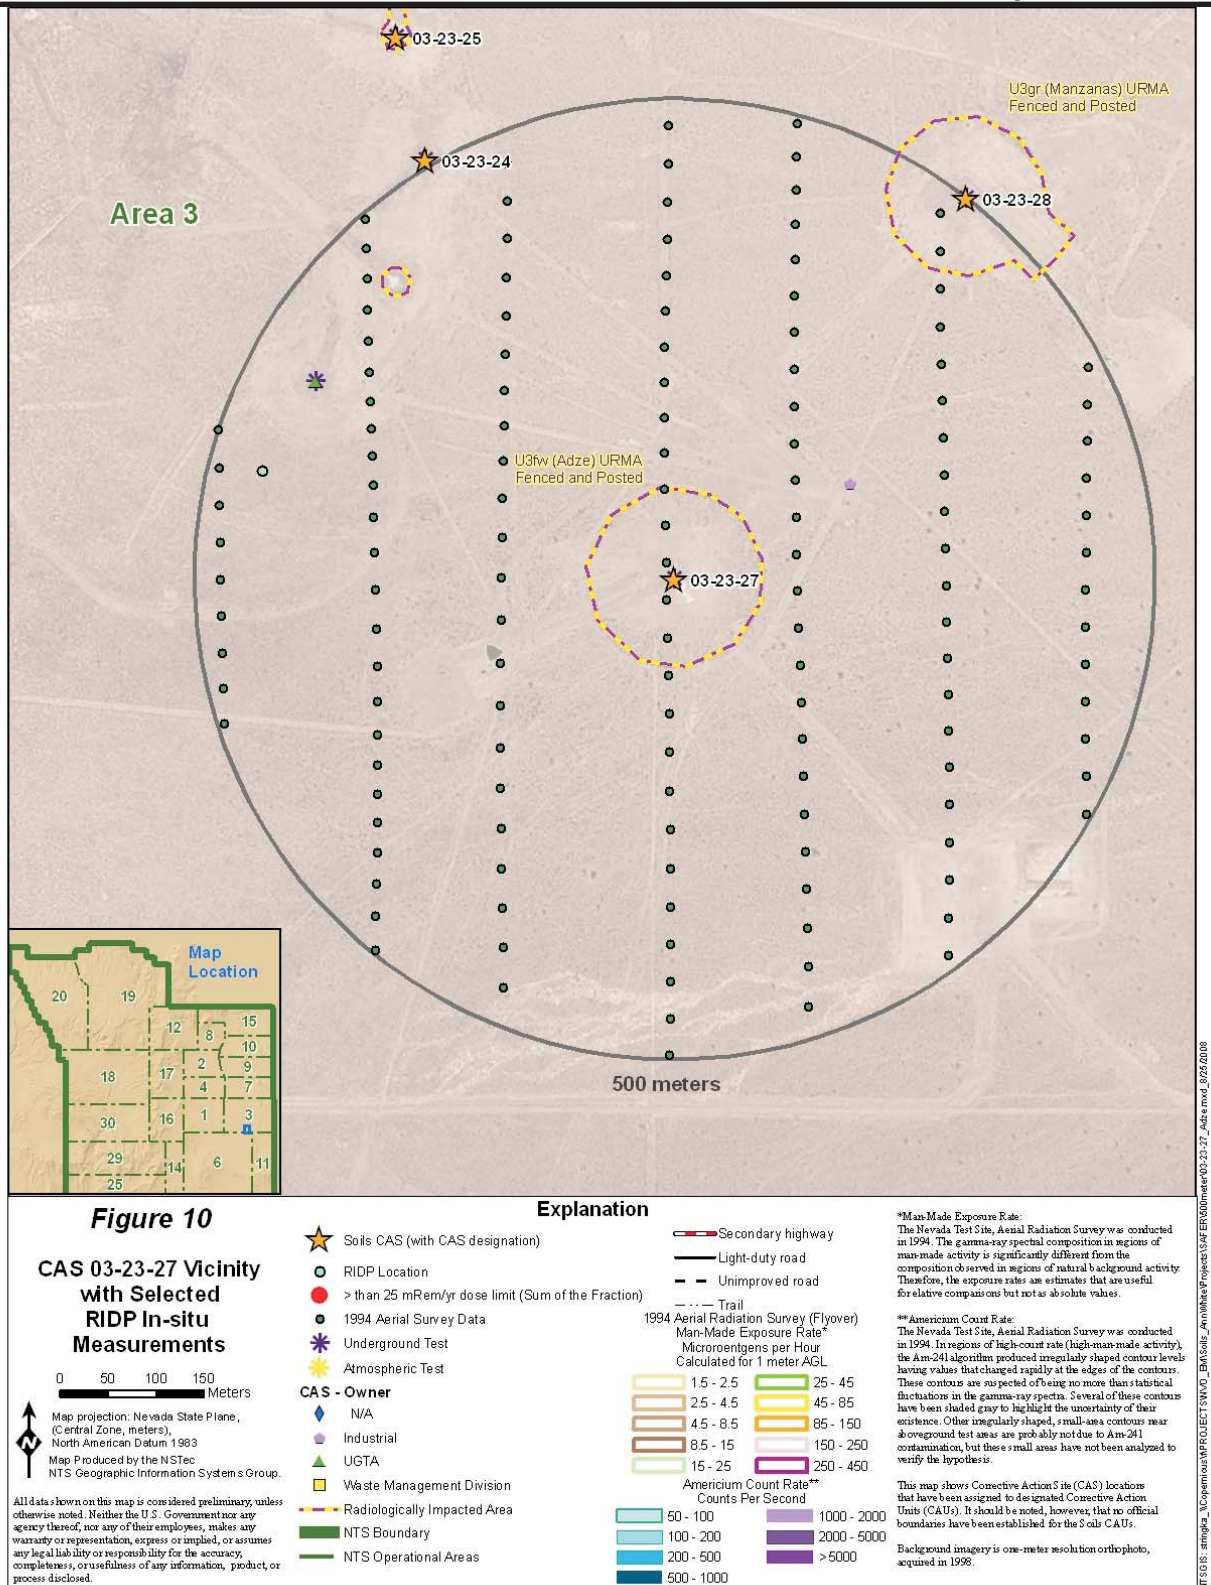 03-23-25
U3gr (Manzanas) URMA
Fenced and Posted
03-23-24
03-23-28
Area 3
U3fw (Adze) URMA
Fenced and Posted
03-23-27
500 meters
Map
Location
20
19
12
8
15
10
9
2
17
18
4
7
30
16
1
3
29
14
6
11
25
Figure 10
CAS 03-23-27 Vicinity
with Selected
RIDP In-situ
Measurements
0 50 100 150
Meters
N
Map projection: Nevada State Plane,
(Central Zone, meters),
North American Datum 1983
Map Produced by the NSTec
NTS Geographic Information Systems Group.
All data shown on this map is considered preliminary, unless
otherwise noted. Neither the U.S. Government nor any
agency thereof, nor any of their employees, makes any
warranty or representation, express or implied, or assumes
any legal liability or responsibility for the accuracy,
completeness, or usefulness of any information, product, or
process disclosed.
Explanation
Soils CAS (with CAS designation)
RIDP Location
> than 25 mRem/yr dose limit (Sum of the Fraction)
1994 Aerial Survey Data
Underground Test
Atmospheric Test
CAS - Owner
N/A
Industrial
UGTA
Waste Management Division
Radiologically Impacted Area
NTS Boundary
NTS Operational Areas
Secondary highway
Light-duty road
Unimproved road
Trail
1994 Aerial Radiation Survey (Flyover)
Man-Made Exposure Rate*
Microroentgens per Hour
Calculated for 1 meter AGL
1.5 - 2.5 25 - 45
2.5 - 4.5 45 - 85
4.5 - 8.5 85 - 150
8.5 - 15 150 - 250
15 - 25 250 - 450
Americium Count Rate**
Counts Per Second
50 - 100 1000 - 2000
100 - 200 2000 - 5000
200 - 500 >5000
500 - 1000
*Man-Made Exposure Rate:
The Nevada Test Site, Aerial Radiation Survey was conducted
in 1994. The gamma-ray spectral composition in regions of
man-made activity is significantly different from the
composition observed in regions of natural background activity.
Therefore, the exposure rates are estimates that are useful
for elative comparisons but not as absolute values.
**Americium Count Rate:
The Nevada Test Site, Aerial Radiation Survey was conducted
in 1994. In regions of high-count rate (high-man-made activity),
the Am-241 algorithm produced irregularly shaped contour levels
having values that changed rapidly at the edges of the contours.
These contours are suspected of being no more than statistical
fluctuations in the gamma-ray spectra. Several of these contours
have been shaded gray to highlight the uncertainty of their
existence. Other irregularly shaped, small-area contours near
aboveground test areas are probably not due to Am-241
contamination, but these small areas have not been analyzed to
verify the hypothesis.
This map shows Corrective Action Site (CAS) locations
that have been assigned to designated Corrective Action
Units (CAUs). It should be noted, however, that no official
boundaries have been established for the Soils CAUs.
Background imagery is one-meter resolution orthophoto,
acquired in 1998.